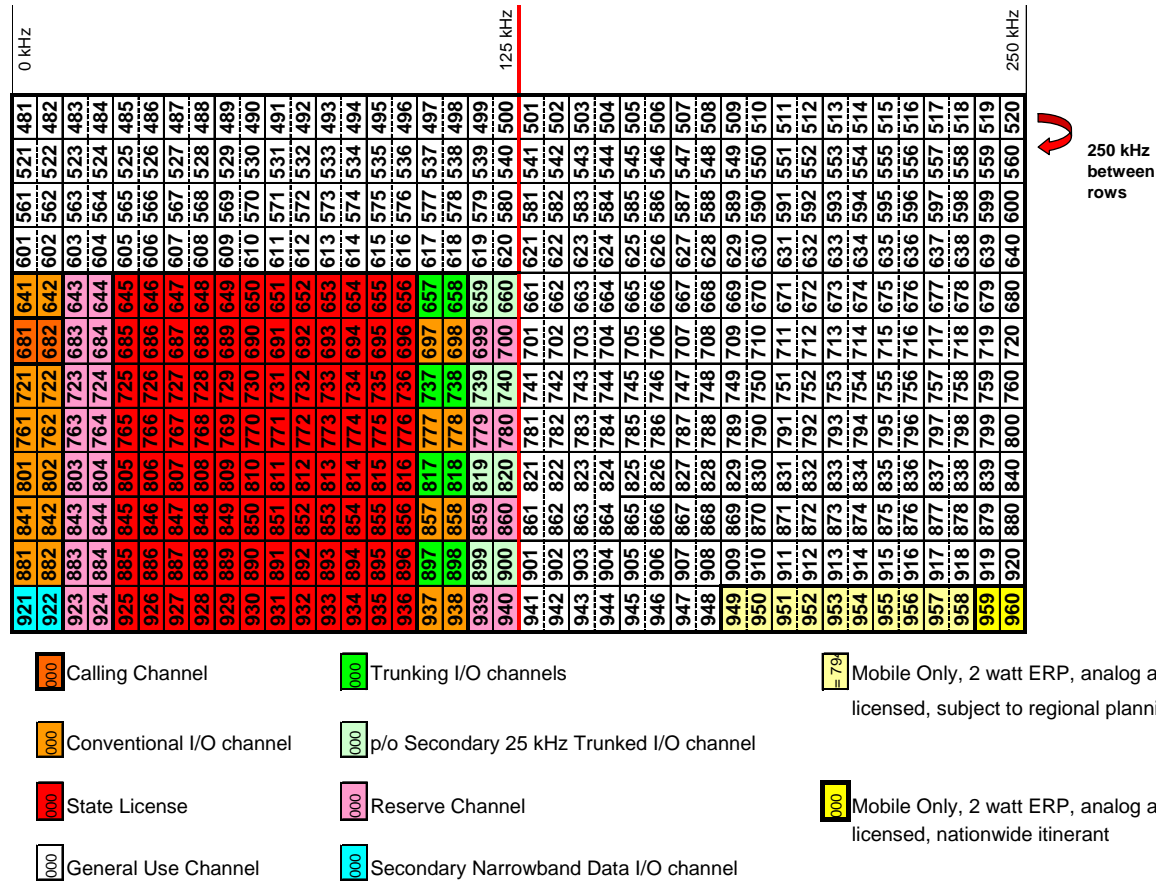 0 kHz 125 kHz 250 kHz
481 482 483 484 485 486 487 488 489 490 491 492 493 494 495 496 497 498 499 500 501 502 503 504 505 506 507 508 509 510 511 512 513 514 515 516 517 518 519 520
521 522 523 524 525 526 527 528 529 530 531 532 533 534 535 536 537 538 539 540 541 542 543 544 545 546 547 548 549 550 551 552 553 554 555 556 557 558 559 560
250 kHz
between
rows
561 562 563 564 565 566 567 568 569 570 571 572 573 574 575 576 577 578 579 580 581 582 583 584 585 586 587 588 589 590 591 592 593 594 595 596 597 598 599 600
601 602 603 604 605 606 607 608 609 610 611 612 613 614 615 616 617 618 619 620 621 622 623 624 625 626 627 628 629 630 631 632 633 634 635 636 637 638 639 640
641 642 643 644 645 646 647 648 649 650 651 652 653 654 655 656 657 658 659 660 661 662 663 664 665 666 667 668 669 670 671 672 673 674 675 676 677 678 679 680
681 682 683 684 685 686 687 688 689 690 691 692 693 694 695 696 697 698 699 700 701 702 703 704 705 706 707 708 709 710 711 712 713 714 715 716 717 718 719 720
721 722 723 724 725 726 727 728 729 730 731 732 733 734 735 736 737 738 739 740 741 742 743 744 745 746 747 748 749 750 751 752 753 754 755 756 757 758 759 760
761 762 763 764 765 766 767 768 769 770 771 772 773 774 775 776 777 778 779 780 781 782 783 784 785 786 787 788 789 790 791 792 793 794 795 796 797 798 799 800
801 802 803 804 805 806 807 808 809 810 811 812 813 814 815 816 817 818 819 820 821 822 823 824 825 826 827 828 829 830 831 832 833 834 835 836 837 838 839 840
841 842 843 844 845 846 847 848 849 850 851 852 853 854 855 856 857 858 859 860 861 862 863 864 865 866 867 868 869 870 871 872 873 874 875 876 877 878 879 880
881 882 883 884 885 886 887 888 889 890 891 892 893 894 895 896 897 898 899 900 901 902 903 904 905 906 907 908 909 910 911 912 913 914 915 916 917 918 919 920
921 922 923 924 925 926 927 928 929 930 931 932 933 934 935 936 937 938 939 940 941 942 943 944 945 946 947 948 949 950 951 952 953 954 955 956 957 958 959 960
000 Calling Channel
000 Trunking I/O channels
= 794 Mobile Only, 2 watt ERP, analog a
licensed, subject to regional planni
000 Conventional I/O channel
000 p/o Secondary 25 kHz Trunked I/O channel
000 State License
000 Reserve Channel
000 Mobile Only, 2 watt ERP, analog a
licensed, nationwide itinerant
000 General Use Channel
000 Secondary Narrowband Data I/O channel